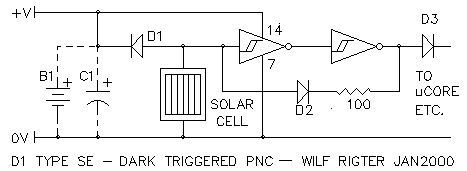 +V
14
D1
D3
7
B1
+
C1
+
SOLAR
CELL
D2
100
TO
uCORE
ETC.
0V
D1 TYPE SE - DARK TRIGGERED PNC - WILF RIGTER JAN2000